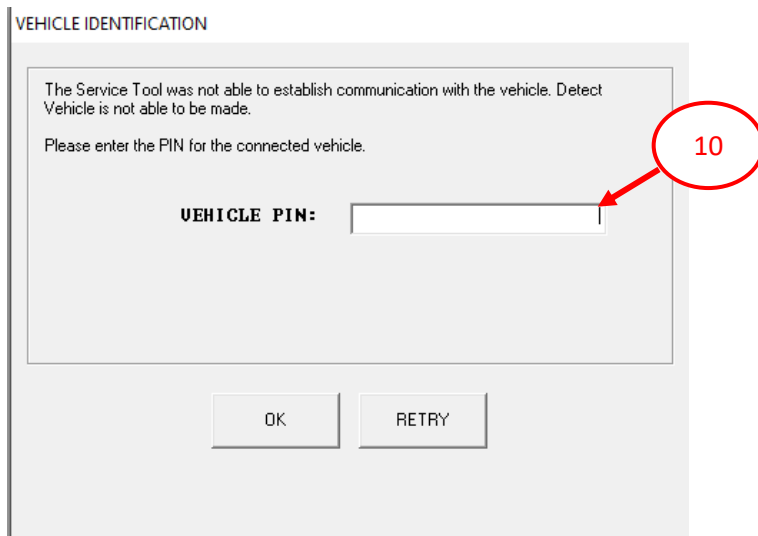 VEHICLE IDENTIFICATION
The Service Tool was not able to establish communication with the vehicle. Detect
Vehicle is not able to be made.
Please enter the PIN for the connected vehicle.
10
VEHICLE PIN:
OK
RETRY